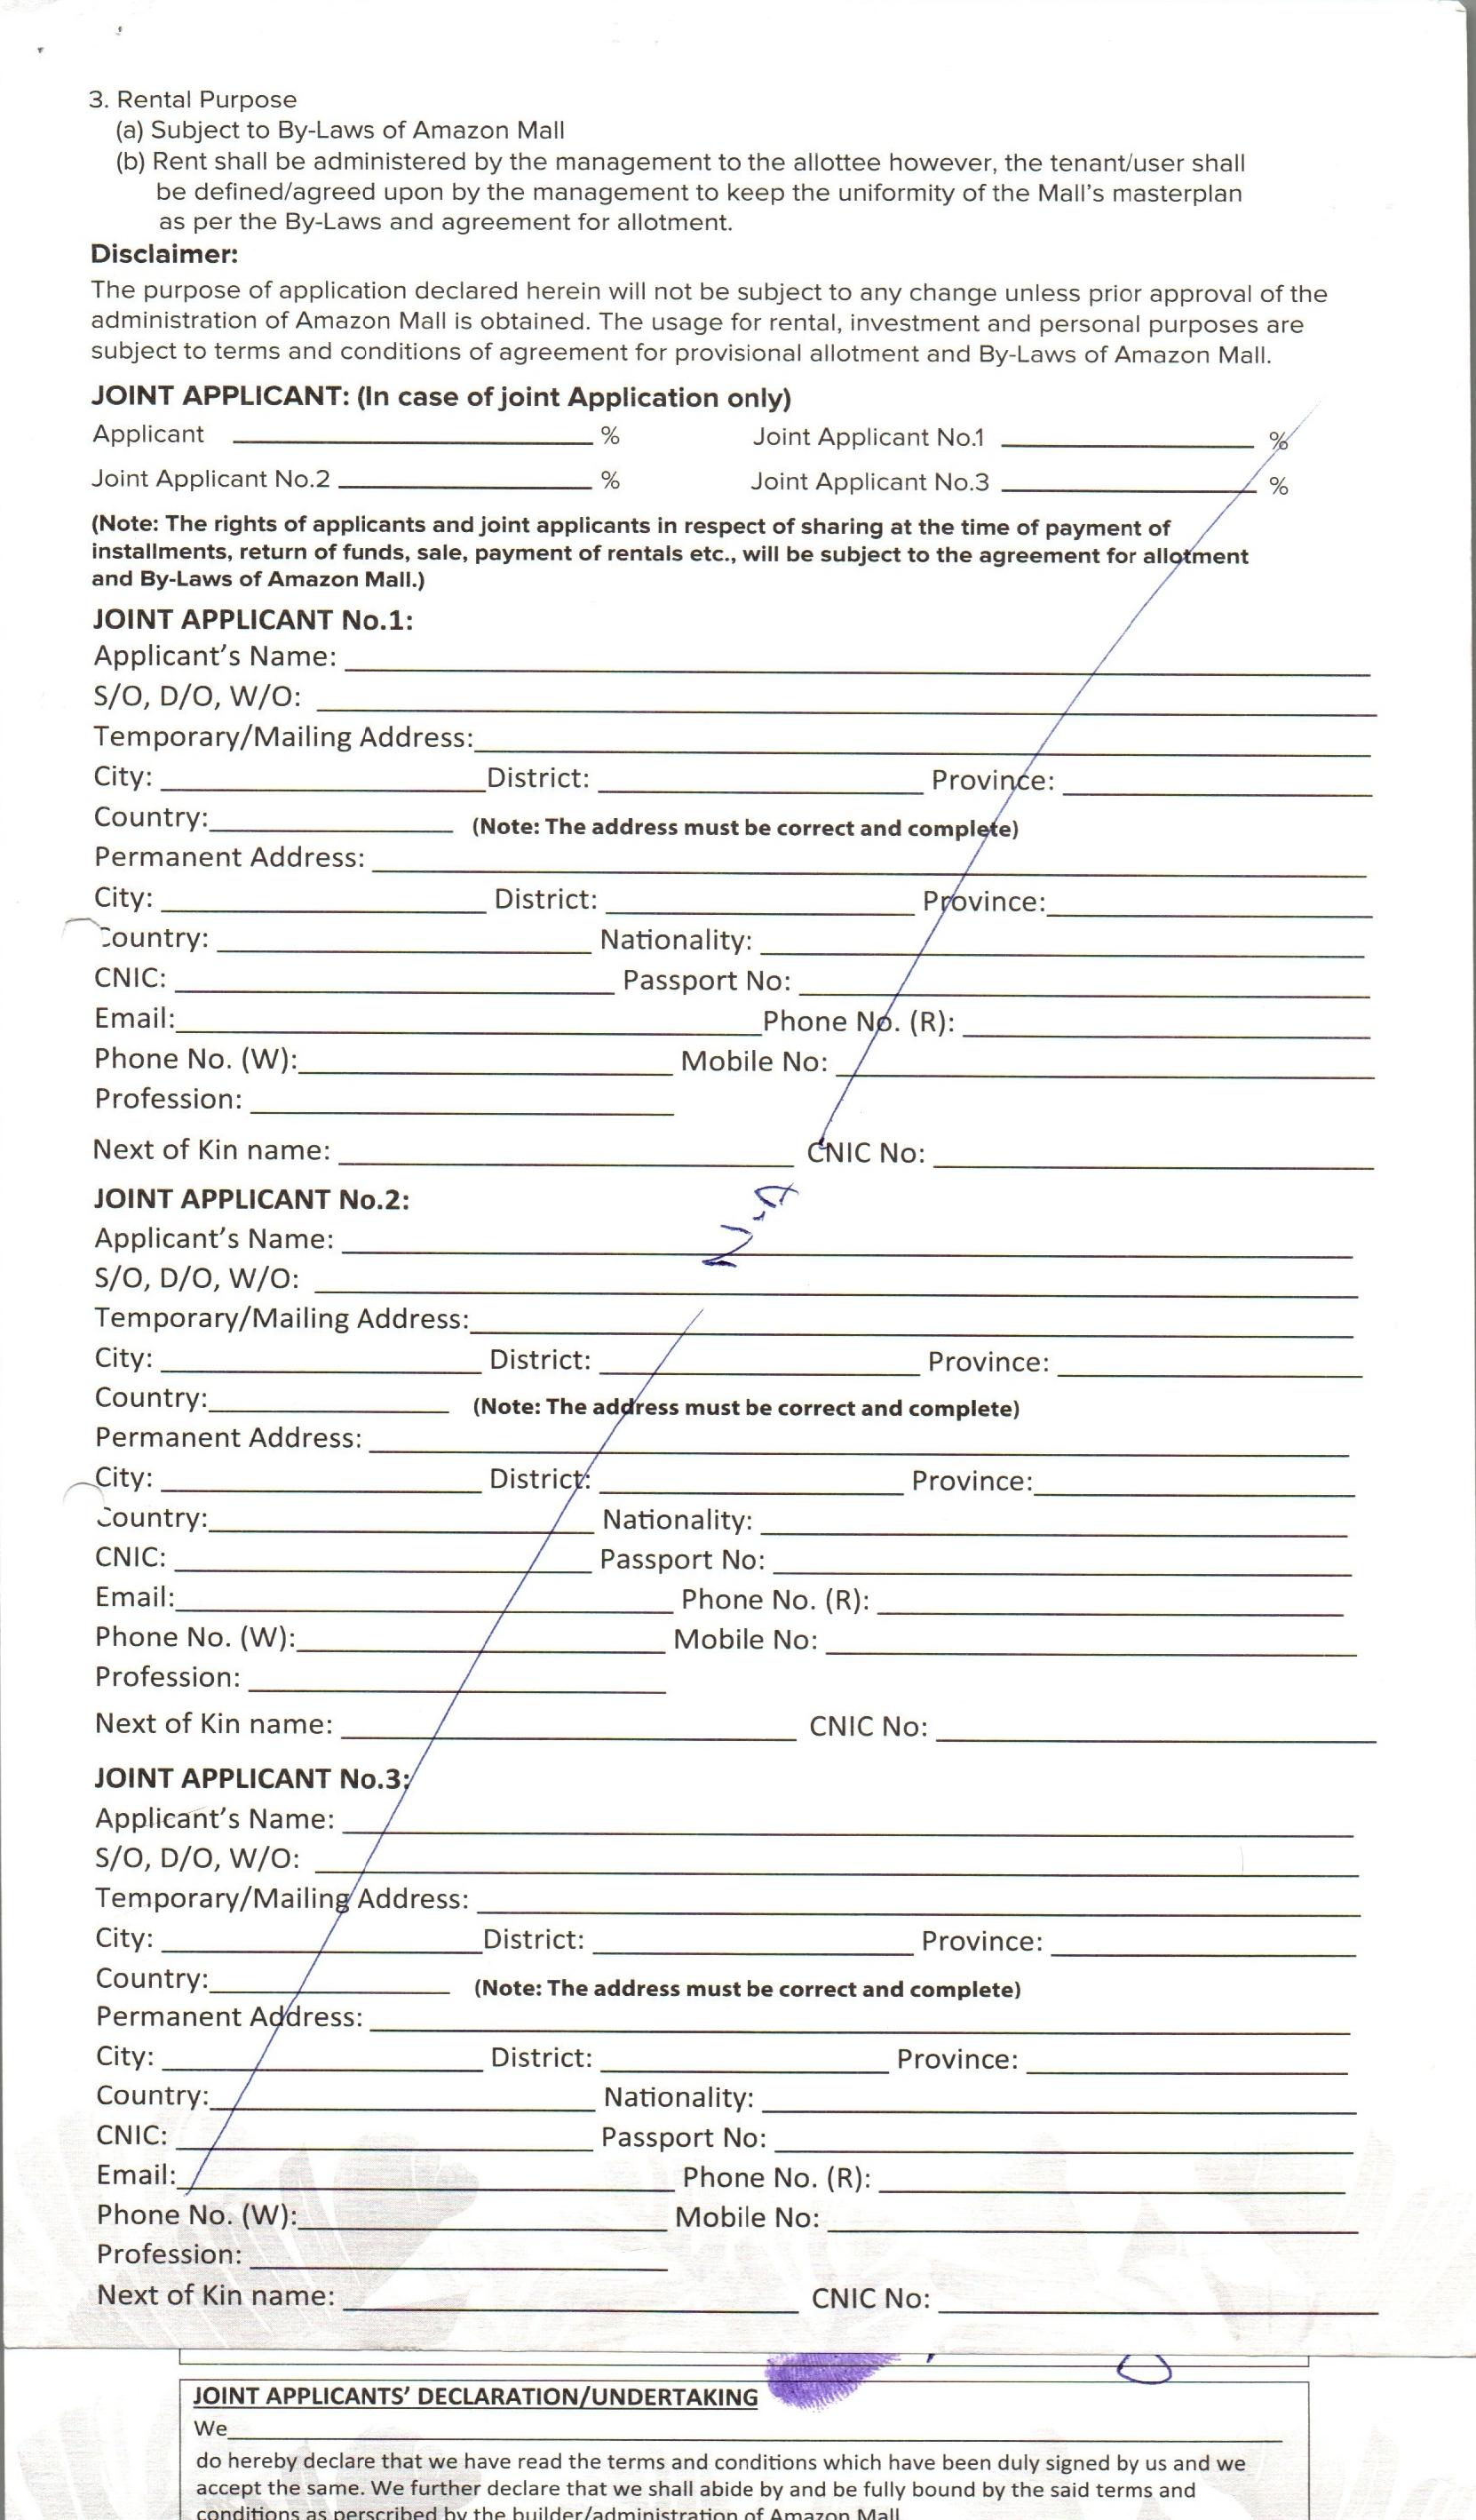 3. Rental Purpose
(a) Subject to By-Laws of Amazon Mall
(b) Rent shall be administered by the management to the allottee however, the tenant/user shall
be defined/agreed upon by the management to keep the uniformity of the Mall's masterplan
as per the By-Laws and agreement for allotment.
Disclaimer:
The purpose of application declared herein will not be subject to any change unless prior approval of the
administration of Amazon Mall is obtained. The usage for rental, investment and personal purposes are
subject to terms and conditions of agreement for provisional allotment and By-Laws of Amazon Mall.
JOINT APPLICANT: (In case of joint Application only)
Applicant % Joint Applicant No.1 %
Joint Applicant No.2 % Joint Applicant No.3 %
(Note: The rights of applicants and joint applicants in respect of sharing at the time of payment of
installments, return of funds, sale, payment of rentals etc., will be subject to the agreement for allotment
and By-Laws of Amazon Mall.)
JOINT APPLICANT No.1:
Applicant's Name:
S/O, D/O, W/O:
Temporary/Mailing Address:
City: District: Province:
Country: (Note: The address must be correct and complete)
Permanent Address:
City: District: Province:
Country: Nationality:
CNIC: Passport No:
Email: Phone No. (R):
Phone No. (W): Mobile No:
Profession:
Next of Kin name: CNIC No:
JOINT APPLICANT No.2:
Applicant's Name:
S/O, D/O, W/O:
Temporary/Mailing Address:
City: District: Province:
Country: (Note: The address must be correct and complete)
Permanent Address:
City: District: Province:
Country: Nationality:
CNIC: Passport No:
Email: Phone No. (R):
Phone No. (W): Mobile No:
Profession:
Next of Kin name: CNIC No:
JOINT APPLICANT No.3:
Applicant's Name:
S/O, D/O, W/O:
Temporary/Mailing Address:
City: District: Province:
Country: (Note: The address must be correct and complete)
Permanent Address:
City: District: Province:
Country: Nationality:
CNIC: Passport No:
Email: Phone No. (R):
Phone No. (W): Mobile No:
Profession:
Next of Kin name: CNIC No:
JOINT APPLICANTS' DECLARATION/UNDERTAKING
We
do hereby declare that we have read the terms and conditions which have been duly signed by us and we
accept the same. We further declare that we shall abide by and be fully bound by the said terms and
conditions as perscribed by the builder/administration of Amazon Mall